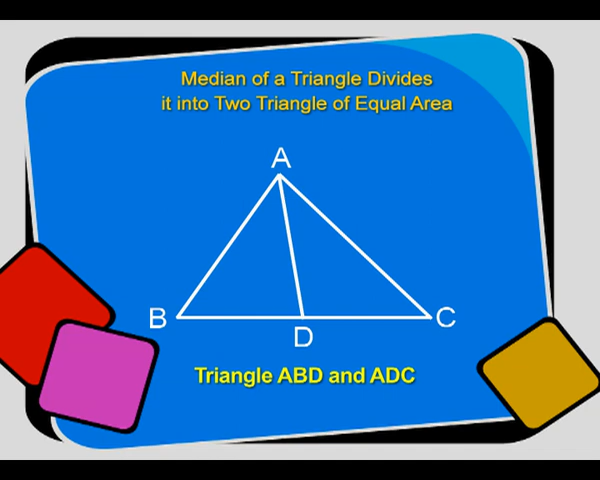 Median of a Triangle Divides
it into Two Triangle of Equal Area
A
B
C
D
Triangle ABD and ADC